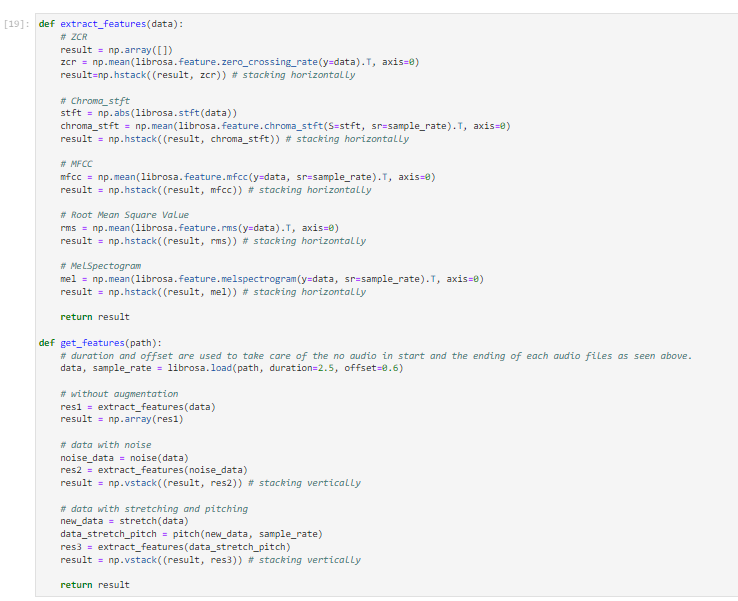 [19]: def extract_features(data):
# ZCR
result = np.array([])
zcr = np.mean(librosa.feature.zero_crossing_rate(y=data).T, axis=0)
result=np.hstack((result, zcr)) # stacking horizontally
# Chroma_stft
stft = np.abs(librosa.stft(data))
chroma_stft = np.mean(librosa.feature.chroma_stft(S=stft, sr=sample_rate).T, axis=0)
result = np.hstack((result, chroma_stft)) # stacking horizontally
# MFCC
mfcc = np.mean(librosa.feature.mfcc(y=data, sr=sample_rate).T, axis=0)
result = np.hstack((result, mfcc)) # stacking horizontally
# Root Mean Square Value
rms = np.mean(librosa.feature.rms(y=data).T, axis=0)
result = np.hstack((result, rms)) # stacking horizontally
# MelSpectogram
mel = np.mean(librosa.feature.melspectrogram(y=data, sr=sample_rate).T, axis=0)
result = np.hstack((result, mel)) # stacking horizontally
return result
def get_features(path):
# duration and offset are used to take care of the no audio in start and the ending of each audio files as seen above.
data, sample_rate = librosa.load(path, duration=2.5, offset=0.6)
# without augmentation
res1 = extract_features(data)
result = np.array(res1)
# data with noise
noise_data = noise(data)
res2 = extract_features(noise_data)
result = np.vstack((result, res2)) # stacking vertically
# data with stretching and pitching
new_data = stretch(data)
data_stretch_pitch = pitch(new_data, sample_rate)
res3 = extract_features(data_stretch_pitch)
result = np.vstack((result, res3)) # stacking vertically
return result